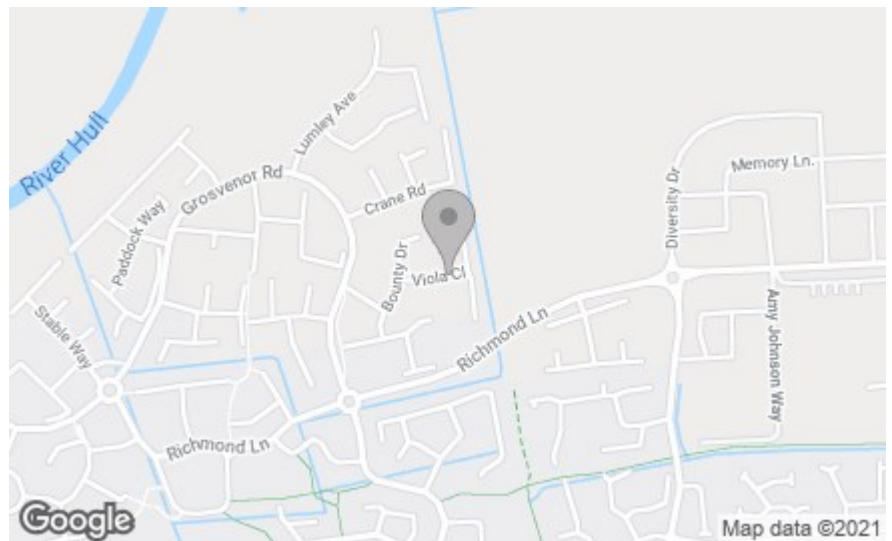 River Hull
Lumley Ave
Grosvenor Rd
Paddock Way
Crane Rd
Memory Ln.
Diversity Dr
Bounty Dr
Viola Cl
Stable Way
Richmond Ln
Amy Johnson Way
Richmond Ln
Google
Map data ©2021